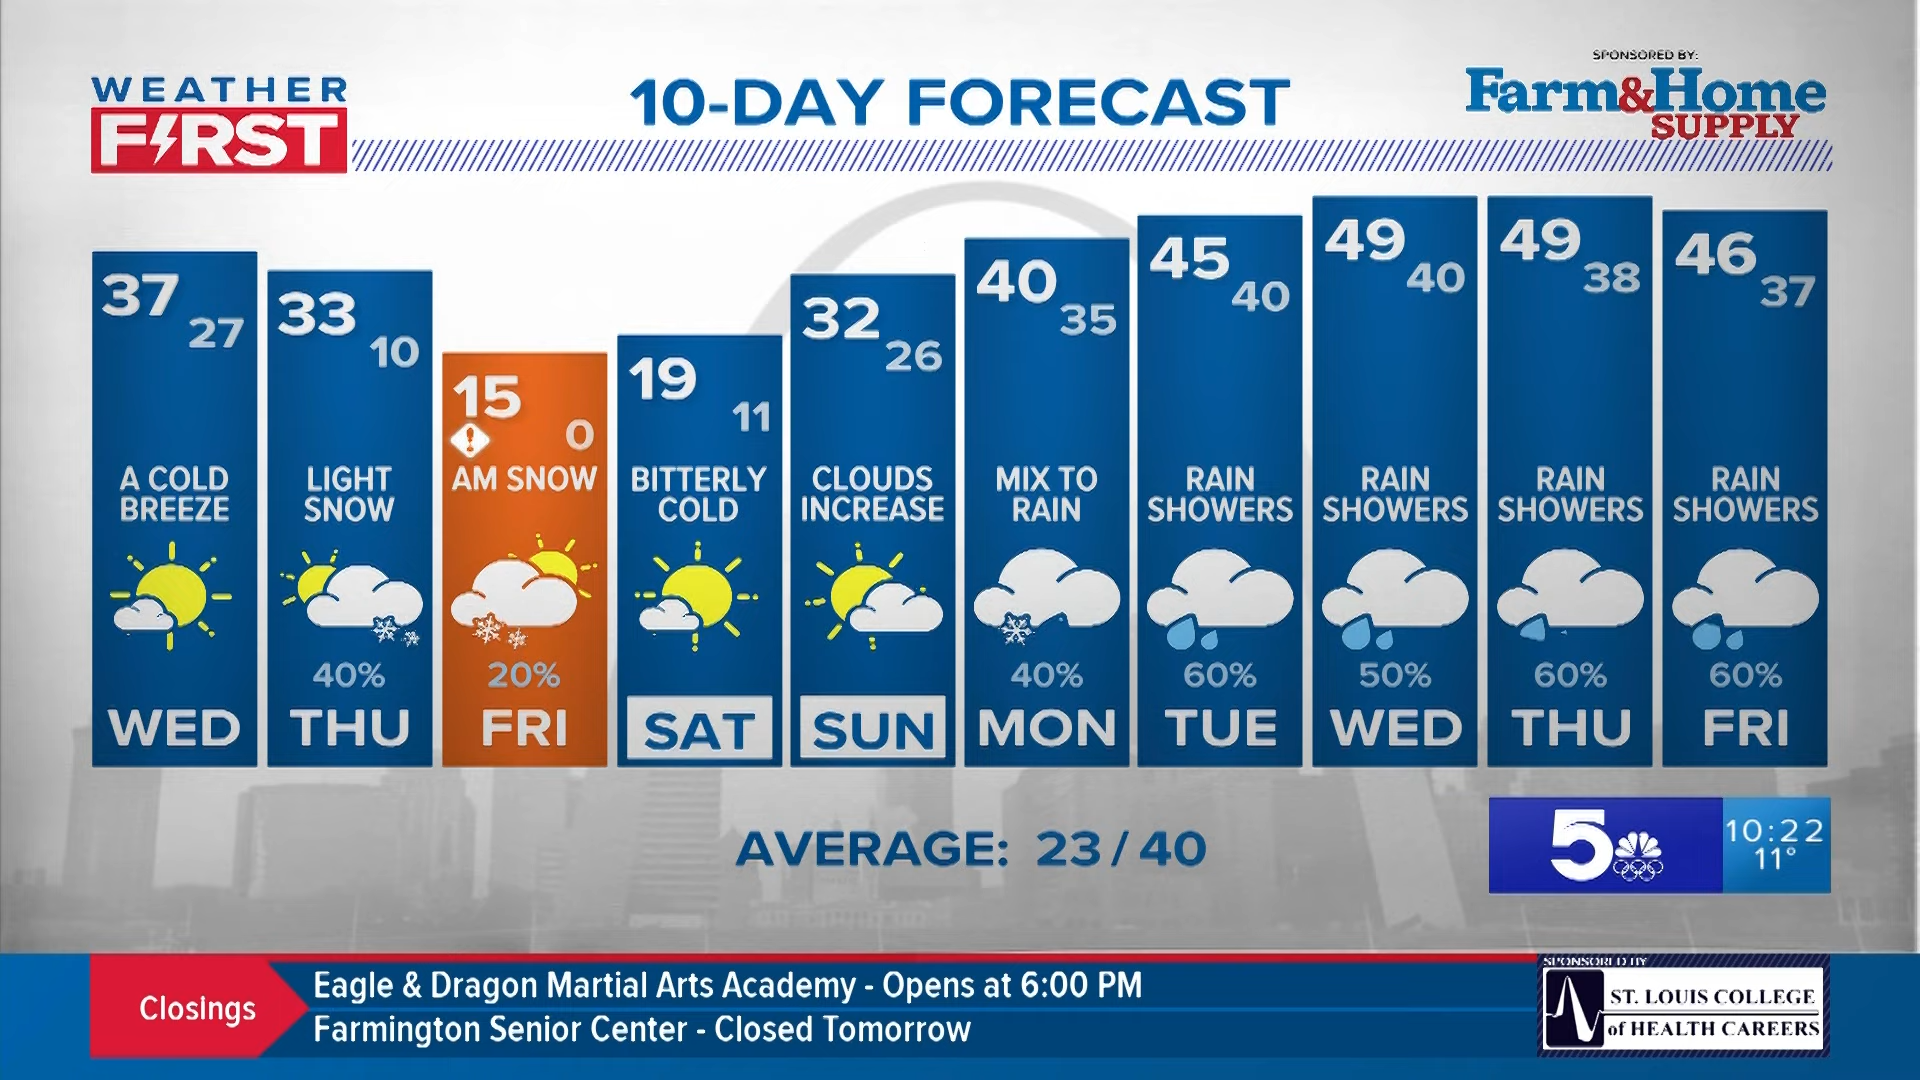 WEATHER
FIRST
10-DAY FORECAST
SPONSORED BY:
Farm&Home
SUPPLY
37
27
A COLD
BREEZE
WED
33
10
LIGHT
SNOW
40%
THU
15
0
AM SNOW
20%
FRI
19
11
BITTERLY
COLD
SAT
32
26
CLOUDS
INCREASE
SUN
40
35
MIX TO
RAIN
40%
MON
45
40
RAIN
SHOWERS
60%
TUE
49
40
RAIN
SHOWERS
50%
WED
49
38
RAIN
SHOWERS
60%
THU
46
37
RAIN
SHOWERS
60%
FRI
AVERAGE: 23 / 40
5
10:22
11°
Closings
Eagle & Dragon Martial Arts Academy - Opens at 6:00 PM
Farmington Senior Center - Closed Tomorrow
SPONSORED BY
ST. LOUIS COLLEGE
of HEALTH CAREERS